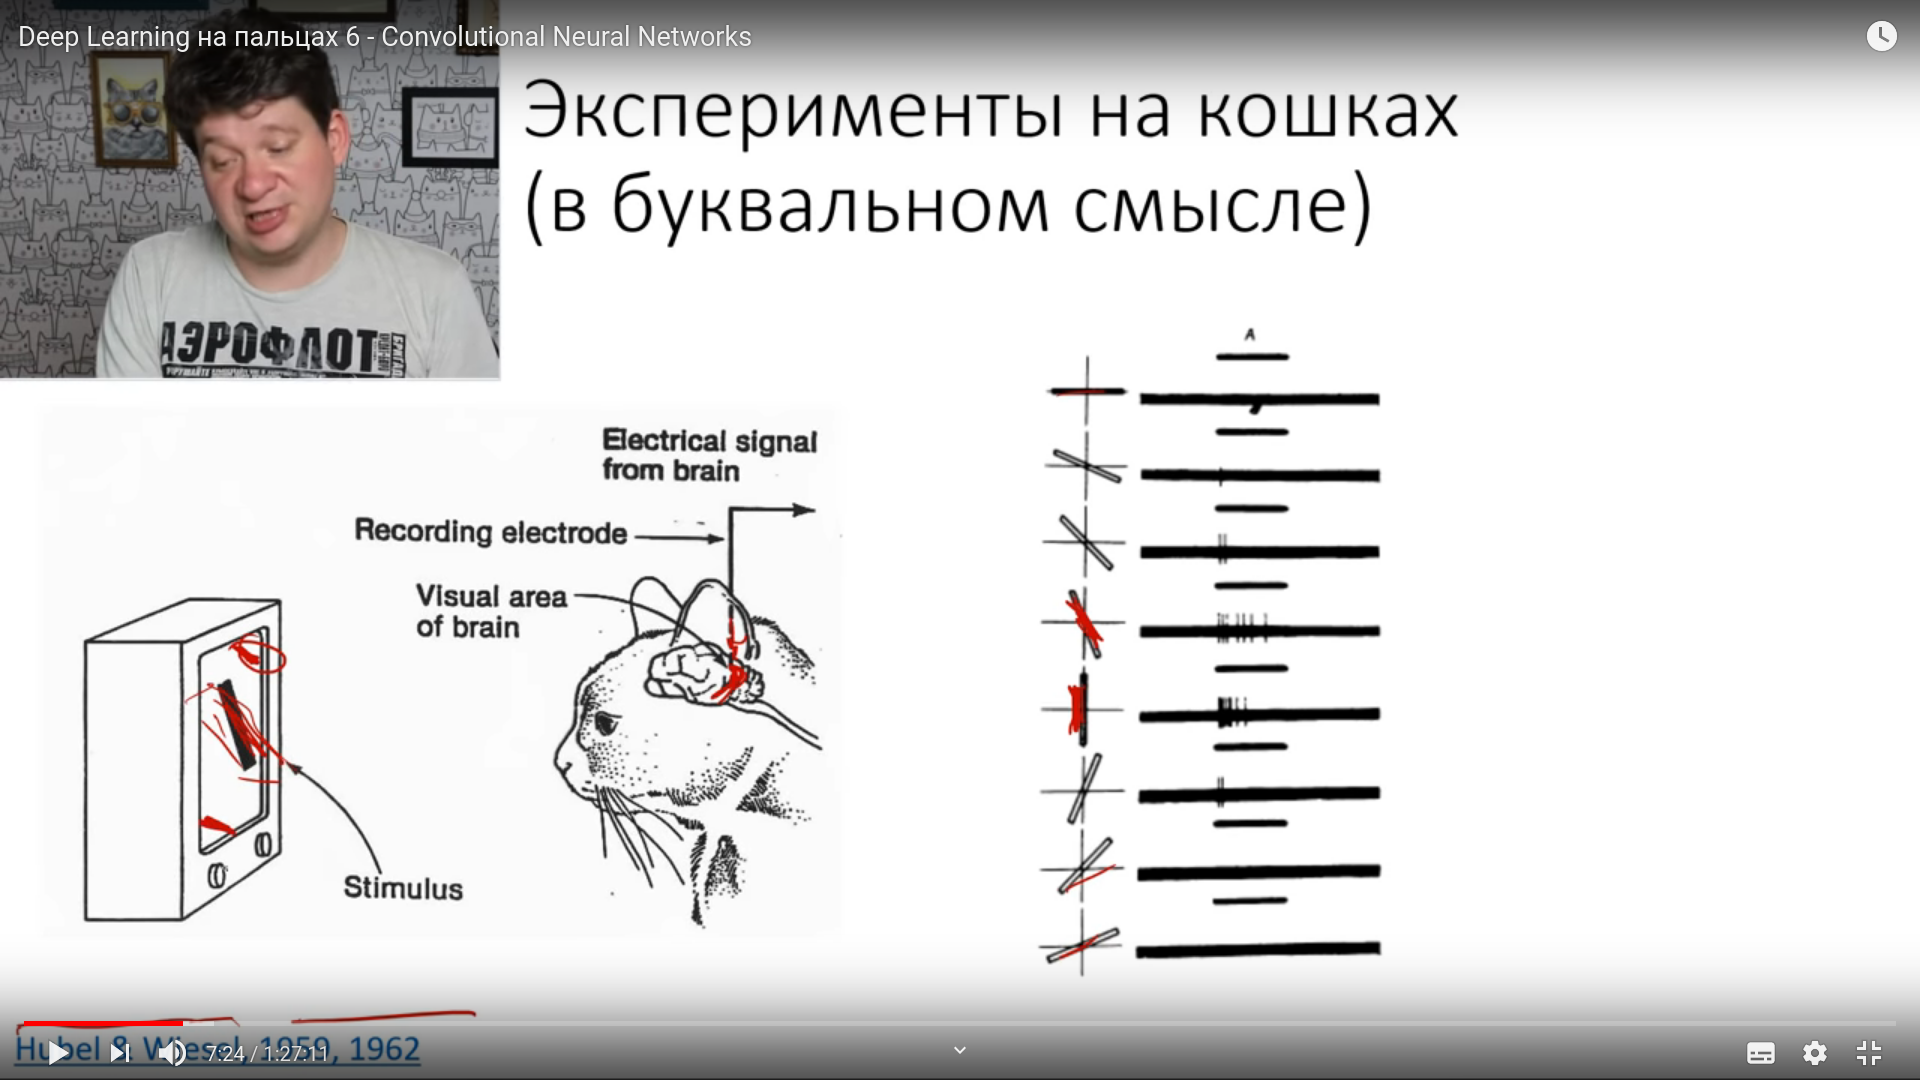 Deep Learning на пальцах 6 - Convolutional Neural Networks
Эксперименты на кошках
(в буквальном смысле)
АЭРОФЛОТ
A
Electrical signal
from brain
Recording electrode
Visual area
of brain
Stimulus
Hubel & Wiesel, 1959, 1962
7:24 / 1:27:11